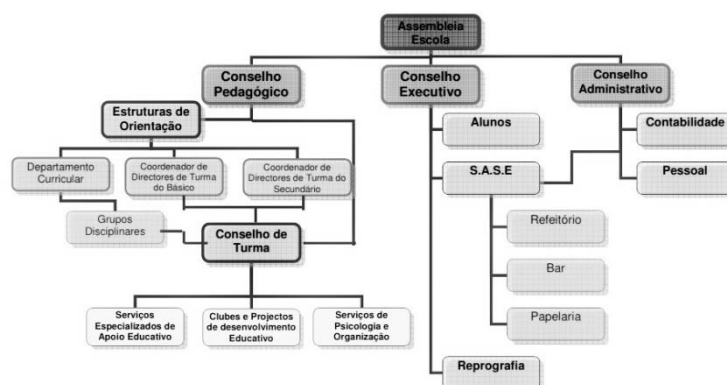 Assembleia
Escola
Conselho
Pedagógico
Conselho
Executivo
Conselho
Administrativo
Estruturas de
Orientação
Alunos
Contabilidade
Departamento
Curricular
Coordenador de
Directores de Turma
do Básico
Coordenador de
Directores de Turma do
Secundário
S.A.S.E
Pessoal
Grupos
Disciplinares
Conselho de
Turma
Refeitório
Bar
Papelaria
Serviços
Especializados de
Apoio Educativo
Clubes e Projectos
de desenvolvimento
Educativo
Serviços de
Psicologia e
Organização
Reprografia